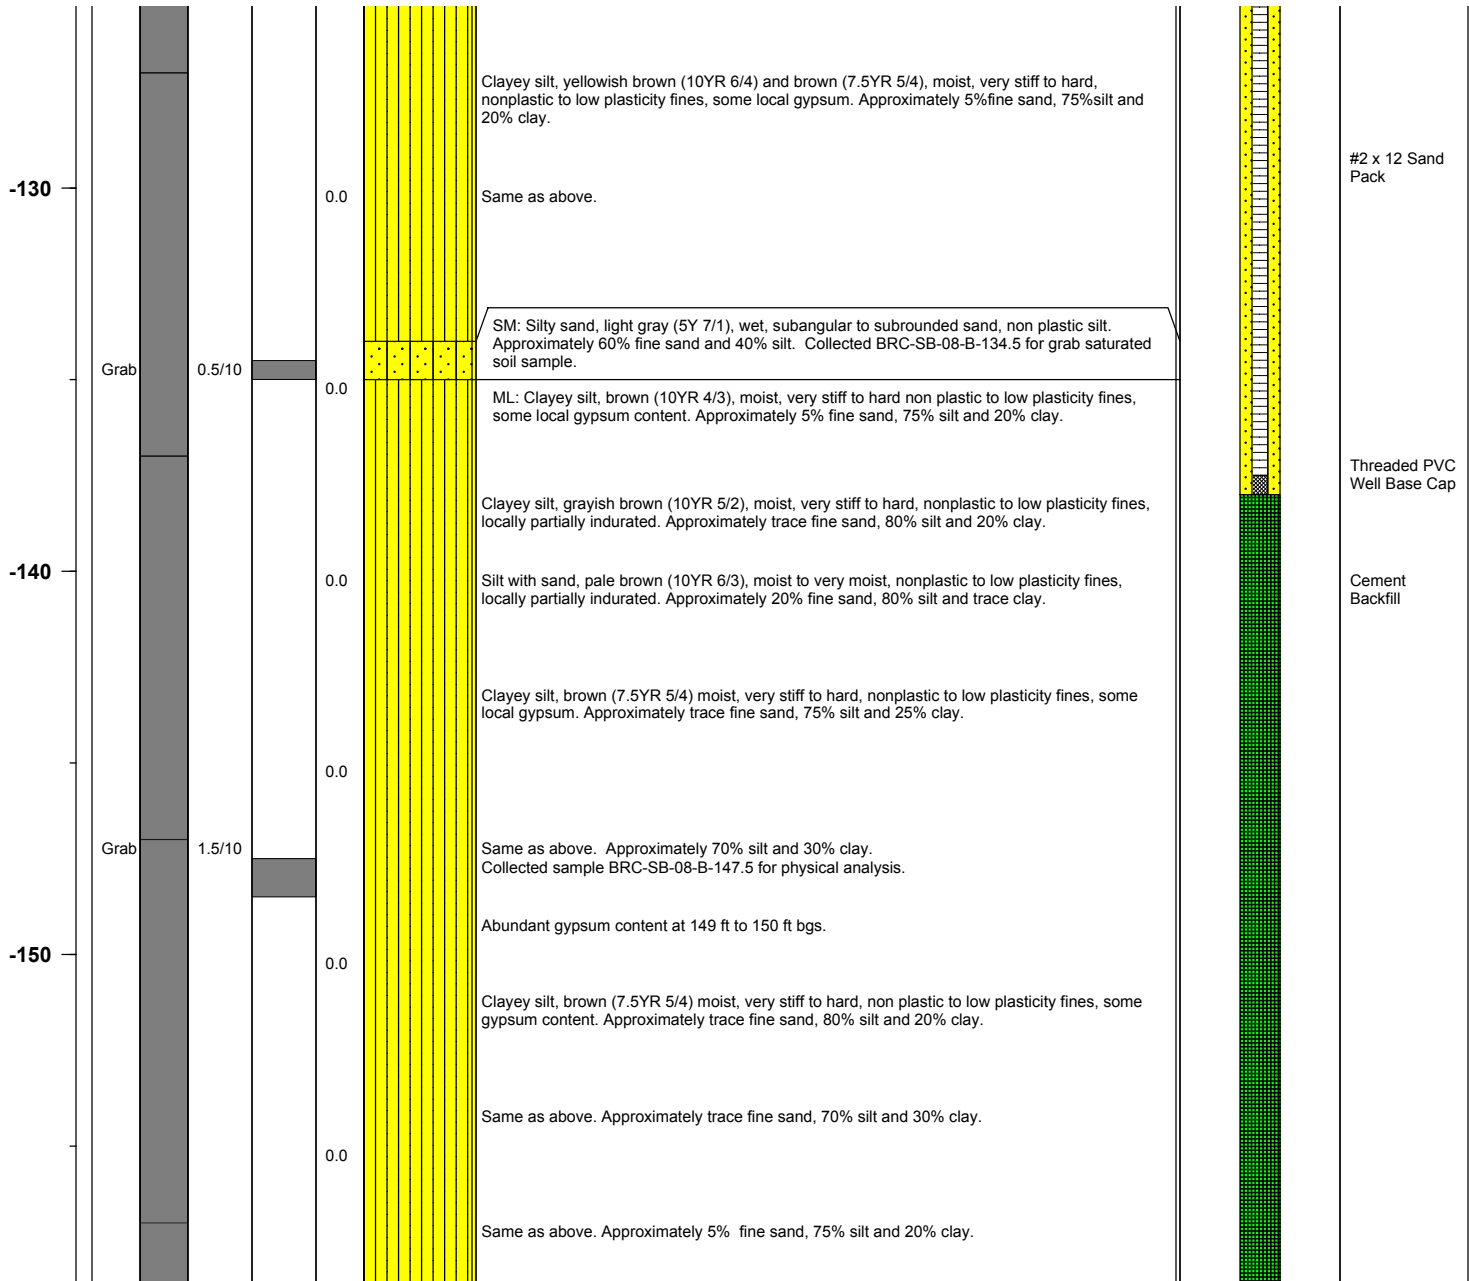 Clayey silt, yellowish brown (10YR 6/4) and brown (7.5YR 5/4), moist, very stiff to hard,
nonplastic to low plasticity fines, some local gypsum. Approximately 5%fine sand, 75%silt and
20% clay.
#2 x 12 Sand
Pack
-130
0.0
Same as above.
SM: Silty sand, light gray (5Y 7/1), wet, subangular to subrounded sand, non plastic silt.
Approximately 60% fine sand and 40% silt.  Collected BRC-SB-08-B-134.5 for grab saturated
soil sample.
Grab
0.5/10
0.0
ML: Clayey silt, brown (10YR 4/3), moist, very stiff to hard non plastic to low plasticity fines,
some local gypsum content. Approximately 5% fine sand, 75% silt and 20% clay.
Threaded PVC
Well Base Cap
Clayey silt, grayish brown (10YR 5/2), moist, very stiff to hard, nonplastic to low plasticity fines,
locally partially indurated. Approximately trace fine sand, 80% silt and 20% clay.
-140
0.0
Silt with sand, pale brown (10YR 6/3), moist to very moist, nonplastic to low plasticity fines,
locally partially indurated. Approximately 20% fine sand, 80% silt and trace clay.
Cement
Backfill
Clayey silt, brown (7.5YR 5/4) moist, very stiff to hard, nonplastic to low plasticity fines, some
local gypsum. Approximately trace fine sand, 75% silt and 25% clay.
0.0
Grab
1.5/10
Same as above.  Approximately 70% silt and 30% clay.
Collected sample BRC-SB-08-B-147.5 for physical analysis.
Abundant gypsum content at 149 ft to 150 ft bgs.
-150
0.0
Clayey silt, brown (7.5YR 5/4) moist, very stiff to hard, non plastic to low plasticity fines, some
gypsum content. Approximately trace fine sand, 80% silt and 20% clay.
Same as above. Approximately trace fine sand, 70% silt and 30% clay.
0.0
Same as above. Approximately 5%  fine sand, 75% silt and 20% clay.